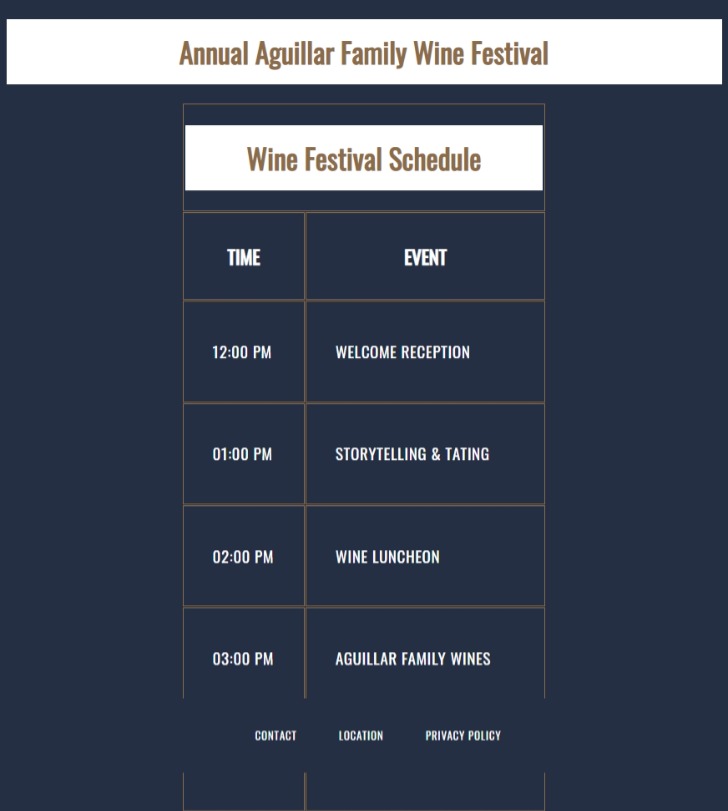 Annual Aguillar Family Wine Festival
Wine Festival Schedule
TIME EVENT
12:00 PM WELCOME RECEPTION
01:00 PM STORYTELLING & TATING
02:00 PM WINE LUNCHEON
03:00 PM AGUILLAR FAMILY WINES
CONTACT LOCATION PRIVACY POLICY